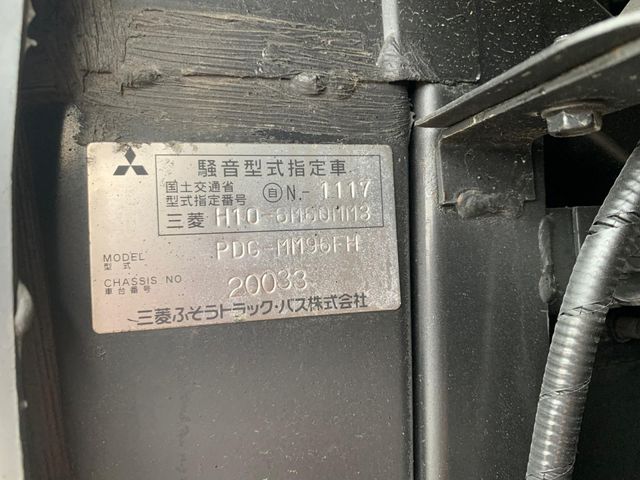 騒音型式指定車
国土交通省
型式指定番号 自 N.-1117
三菱 H10-6M60MM3
MODEL PDG-MM96FH
型式
CHASSIS NO 20033
車台番号
三菱ふそうトラック・バス株式会社